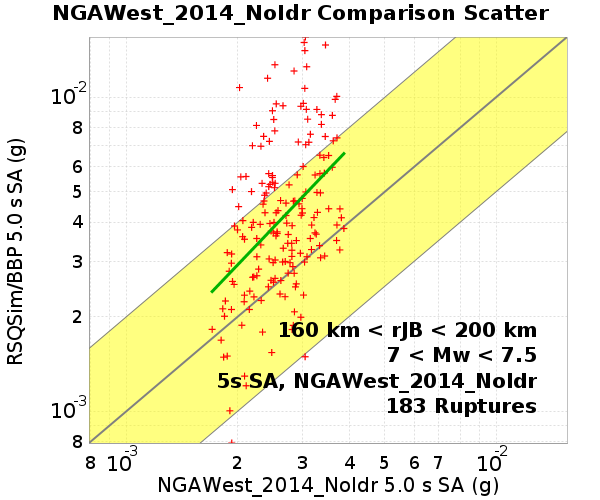 NGAWest_2014_NoIdr Comparison Scatter
RSQSim/BBP 5.0 s SA (g)
10-2
8
6
5
4
3
2
10-3
8
160 km < rJB < 200 km
7 < Mw < 7.5
5s SA, NGAWest_2014_NoIdr
183 Ruptures
8 10-3 2 3 4 5 6 7 10-2
NGAWest_2014_NoIdr 5.0 s SA (g)